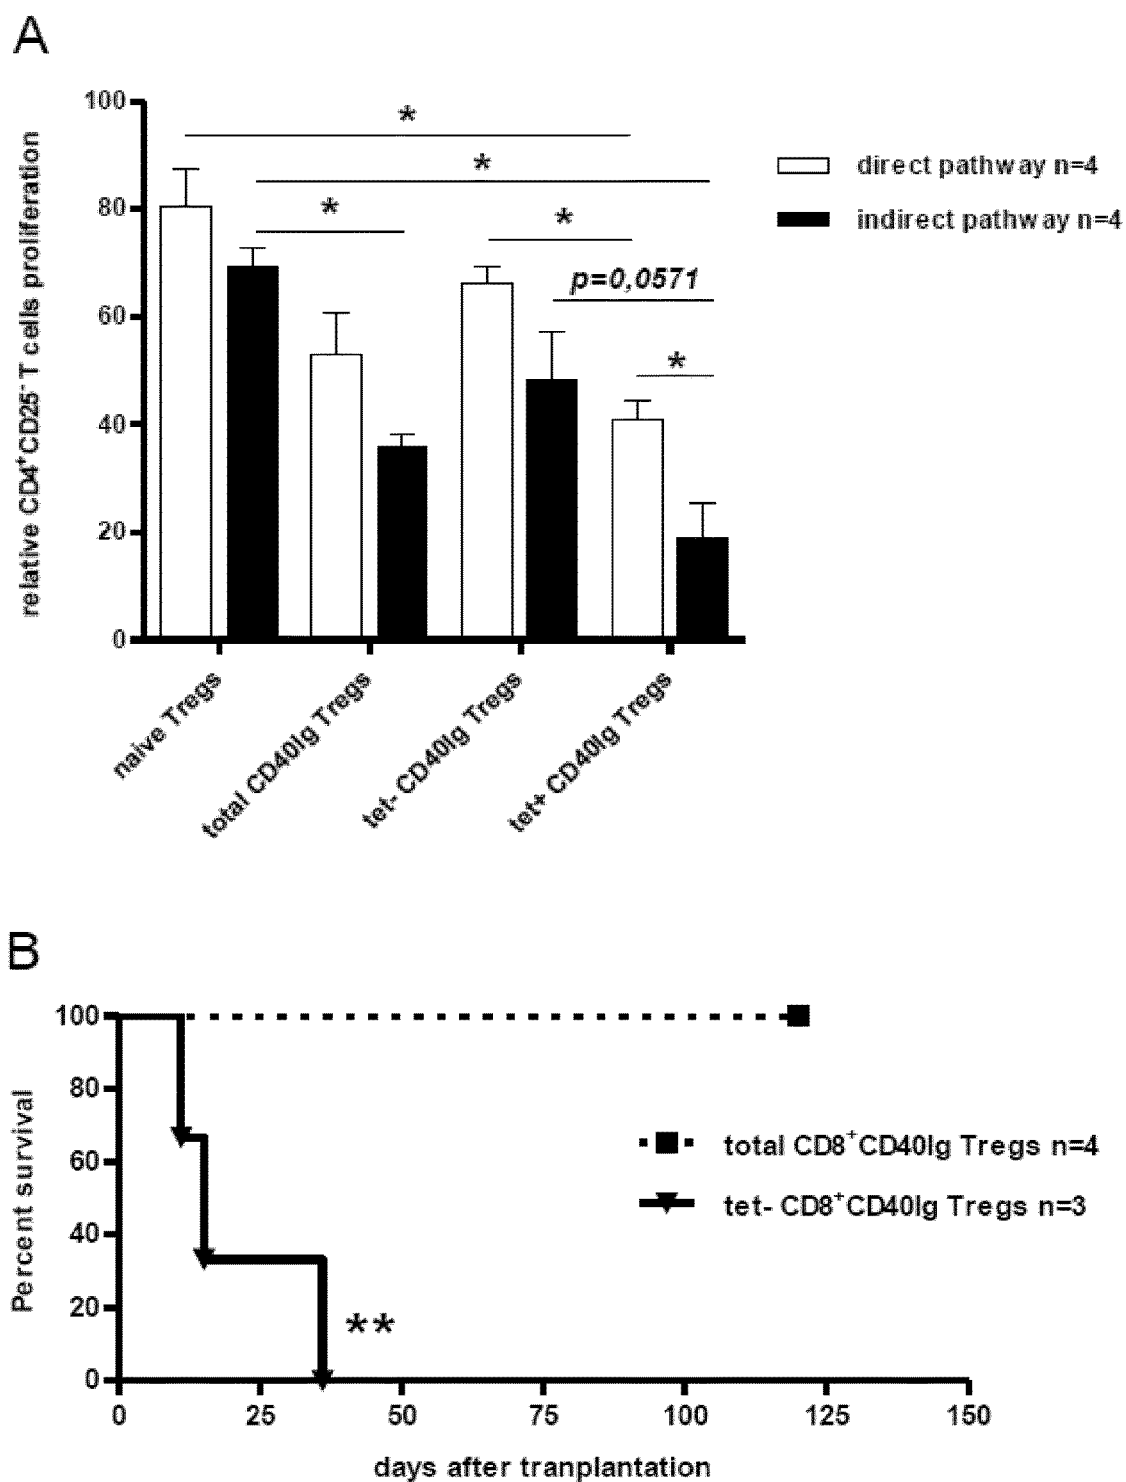 A
relative CD4⁺CD25⁻ T cells proliferation
100
80
60
40
20
0
*
*
*
*
p=0,0571
*
direct pathway n=4
indirect pathway n=4
naive Tregs
total CD40Ig Tregs
tet- CD40Ig Tregs
tet+ CD40Ig Tregs
B
Percent survival
100
80
60
40
20
0
total CD8⁺CD40Ig Tregs n=4
tet- CD8⁺CD40Ig Tregs n=3
**
0 25 50 75 100 125 150
days after tranplantation